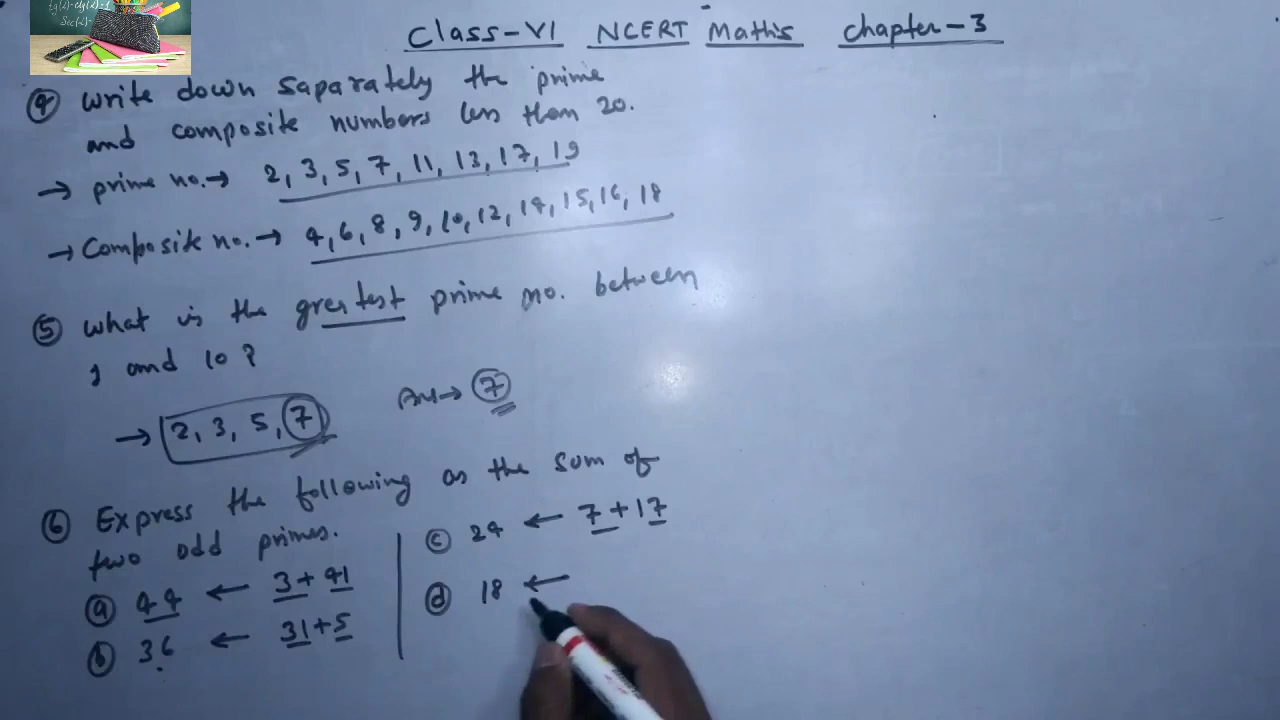 Class-VI NCERT Maths chapter-3
④ Write down saparately the prime
and composite numbers less than 20.
→ prime no.→ 2, 3, 5, 7, 11, 13, 17, 19
→ Composite no.→ 4, 6, 8, 9, 10, 12, 14, 15, 16, 18
⑤ What is the greatest prime no. between
1 and 10?
→ 2, 3, 5, 7 Ans→ 7
⑥ Express the following as the sum of
two odd primes.
ⓐ 44 ← 3+41
ⓑ 36 ← 31+5
ⓒ 24 ← 7+17
ⓓ 18 ←